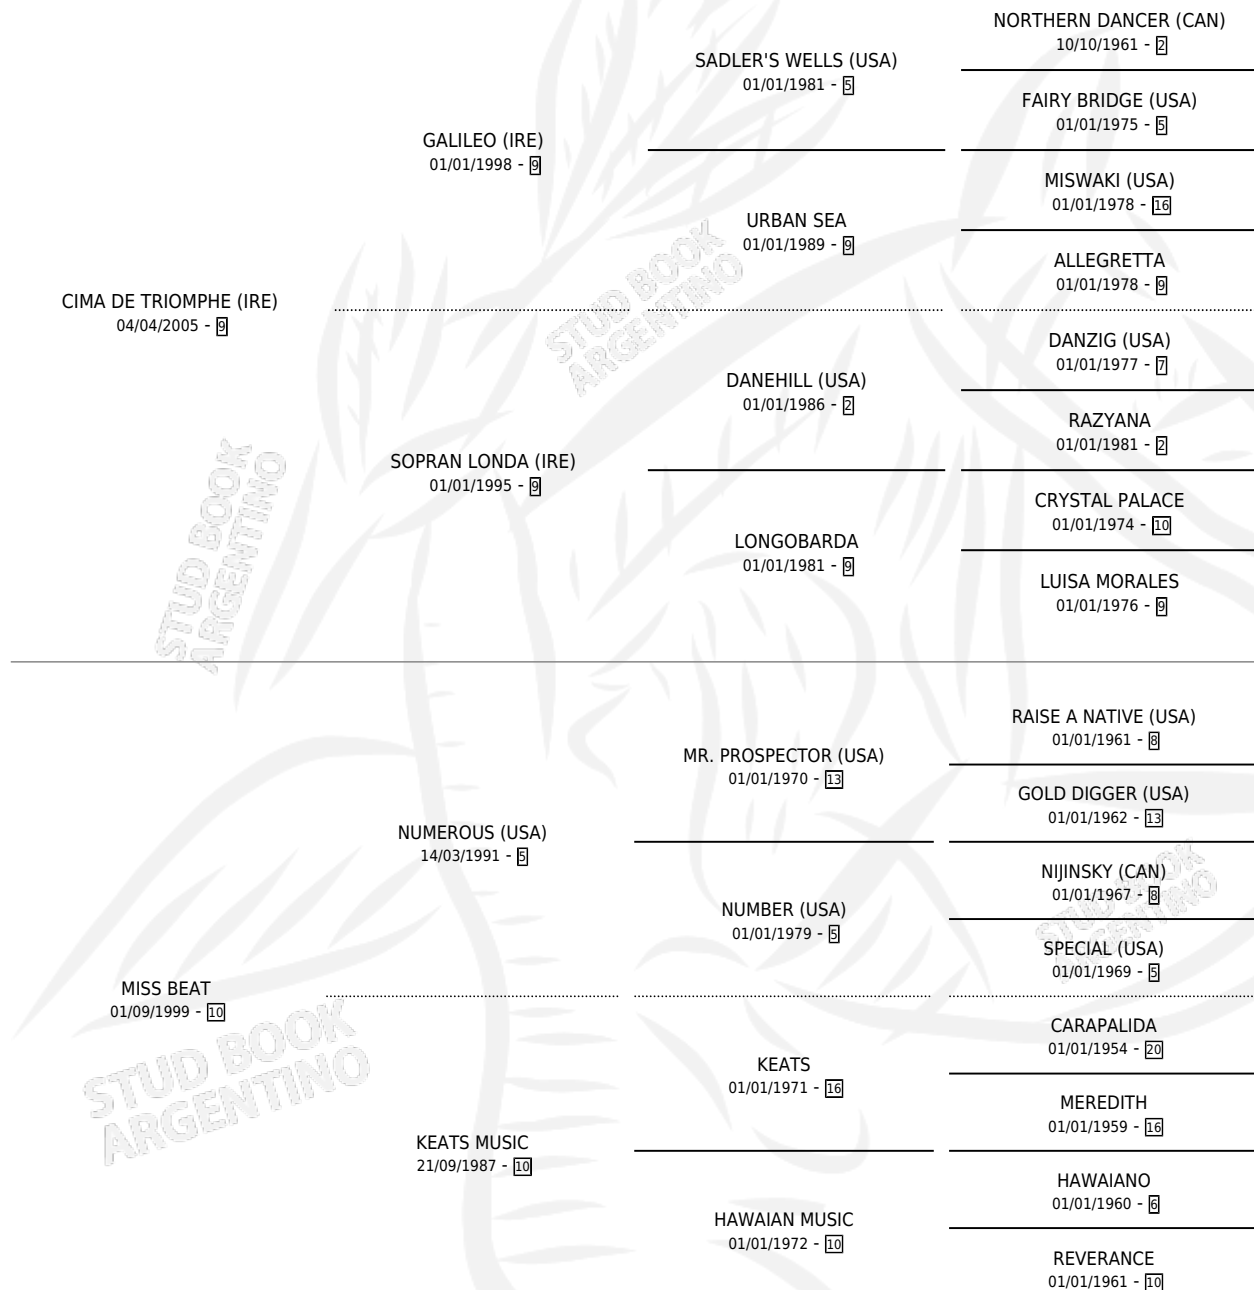 NORTHERN DANCER (CAN)
10/10/1961 - 2
SADLER'S WELLS (USA)
01/01/1981 - 5
FAIRY BRIDGE (USA)
01/01/1975 - 5
GALILEO (IRE)
01/01/1998 - 9
MISWAKI (USA)
01/01/1978 - 16
URBAN SEA
01/01/1989 - 9
ALLEGRETTA
01/01/1978 - 9
CIMA DE TRIOMPHE (IRE)
04/04/2005 - 9
DANZIG (USA)
01/01/1977 - 7
DANEHILL (USA)
01/01/1986 - 2
RAZYANA
01/01/1981 - 2
SOPRAN LONDA (IRE)
01/01/1995 - 9
CRYSTAL PALACE
01/01/1974 - 10
LONGOBARDA
01/01/1981 - 9
LUISA MORALES
01/01/1976 - 9
RAISE A NATIVE (USA)
01/01/1961 - 8
MR. PROSPECTOR (USA)
01/01/1970 - 13
GOLD DIGGER (USA)
01/01/1962 - 13
NUMEROUS (USA)
14/03/1991 - 5
NIJINSKY (CAN)
01/01/1967 - 8
NUMBER (USA)
01/01/1979 - 5
SPECIAL (USA)
01/01/1969 - 5
MISS BEAT
01/09/1999 - 10
CARAPALIDA
01/01/1954 - 20
KEATS
01/01/1971 - 16
MEREDITH
01/01/1959 - 16
KEATS MUSIC
21/09/1987 - 10
HAWAIANO
01/01/1960 - 6
HAWAIAN MUSIC
01/01/1972 - 10
REVERANCE
01/01/1961 - 10
STUD BOOK
ARGENTINO
STUD BOOK
ARGENTINO
STUD BOOK
ARGENTINO
STUD BOOK
ARGENTINO